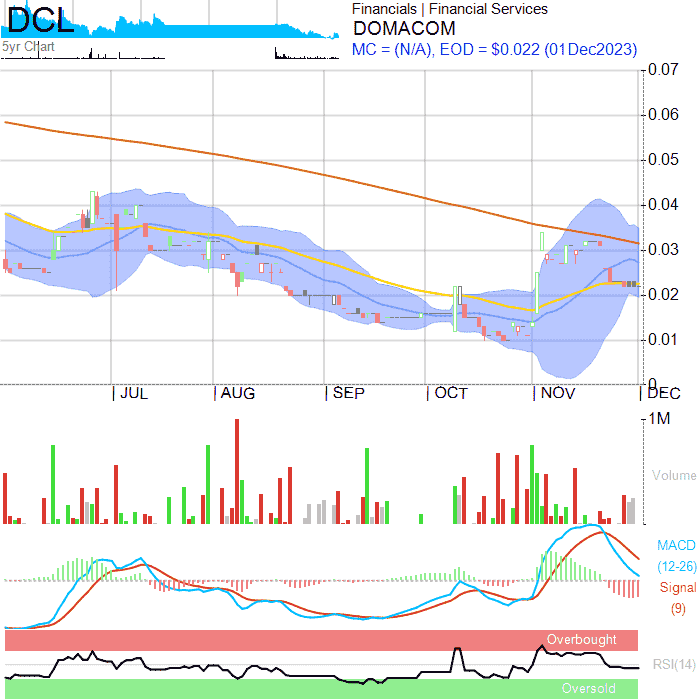 DCL
5yr Chart
Financials | Financial Services
DOMACOM
MC = (N/A), EOD = $0.022 (01Dec2023)
0.07
0.06
0.05
0.04
0.03
0.02
0.01
0
JUL AUG SEP OCT NOV DEC
1M
Volume
MACD
(12-26)
Signal
(9)
Overbought
RSI(14)
Oversold